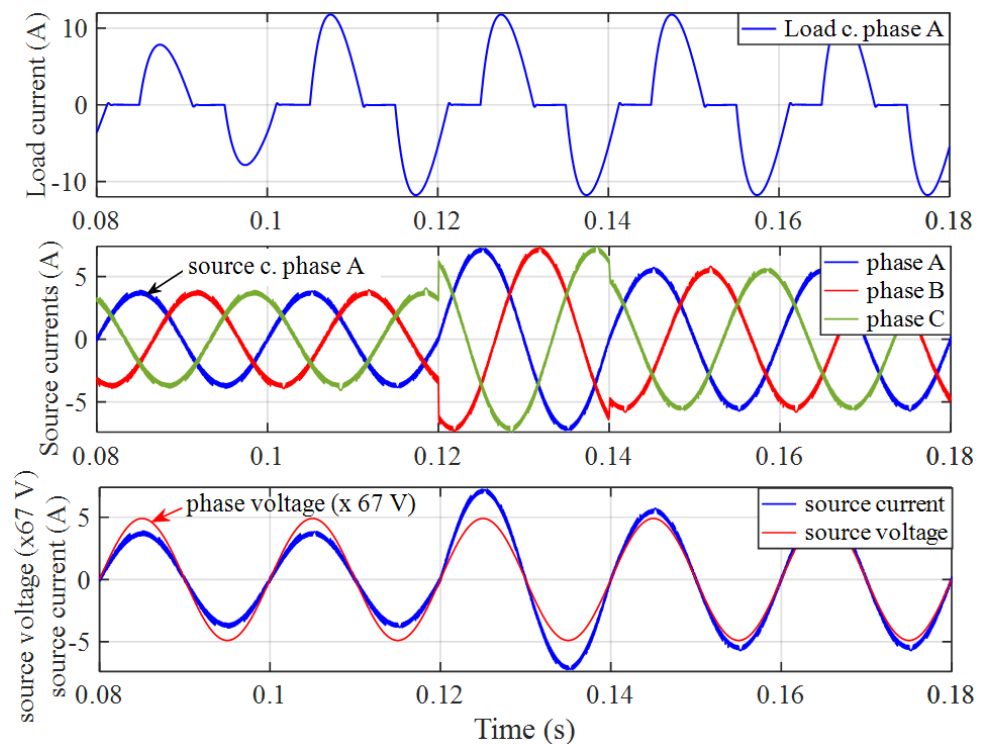 Load current (A)
10
0
-10
Load c. phase A
0.08 0.1 0.12 0.14 0.16 0.18
Source currents (A)
5
0
-5
source c. phase A
phase A
phase B
phase C
0.08 0.1 0.12 0.14 0.16 0.18
source voltage (x67 V)
source current (A)
5
0
-5
phase voltage (x 67 V)
source current
source voltage
0.08 0.1 0.12 0.14 0.16 0.18
Time (s)